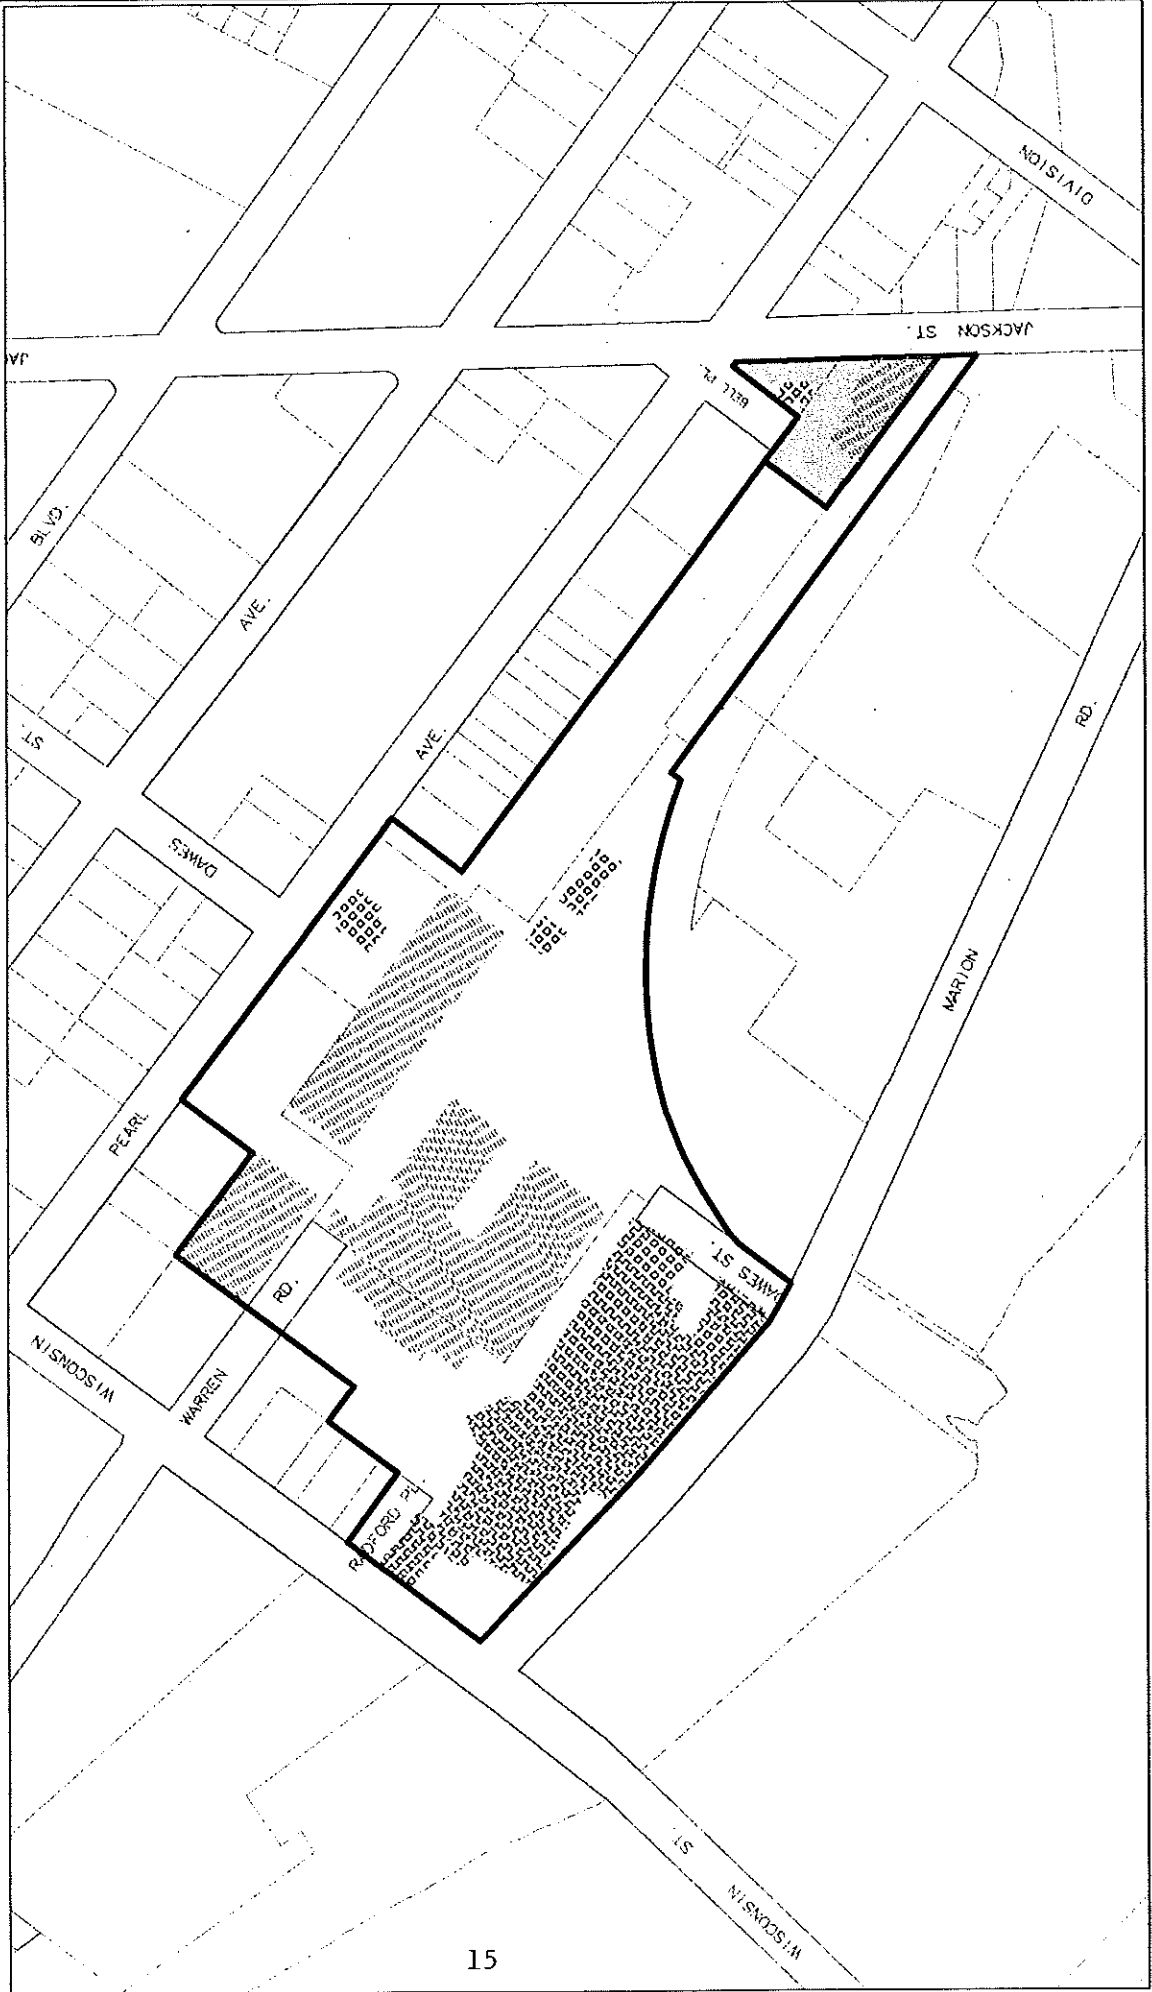 DIVISION
JACKSON ST.
JA
BELL PL.
BLVD.
AVE.
RD.
ST
AVE.
DAWES
MARION
PEARL
DAWES ST.
RD.
WISCONSIN
WARREN
RADFORD PL.
ST.
WISCONSIN
15